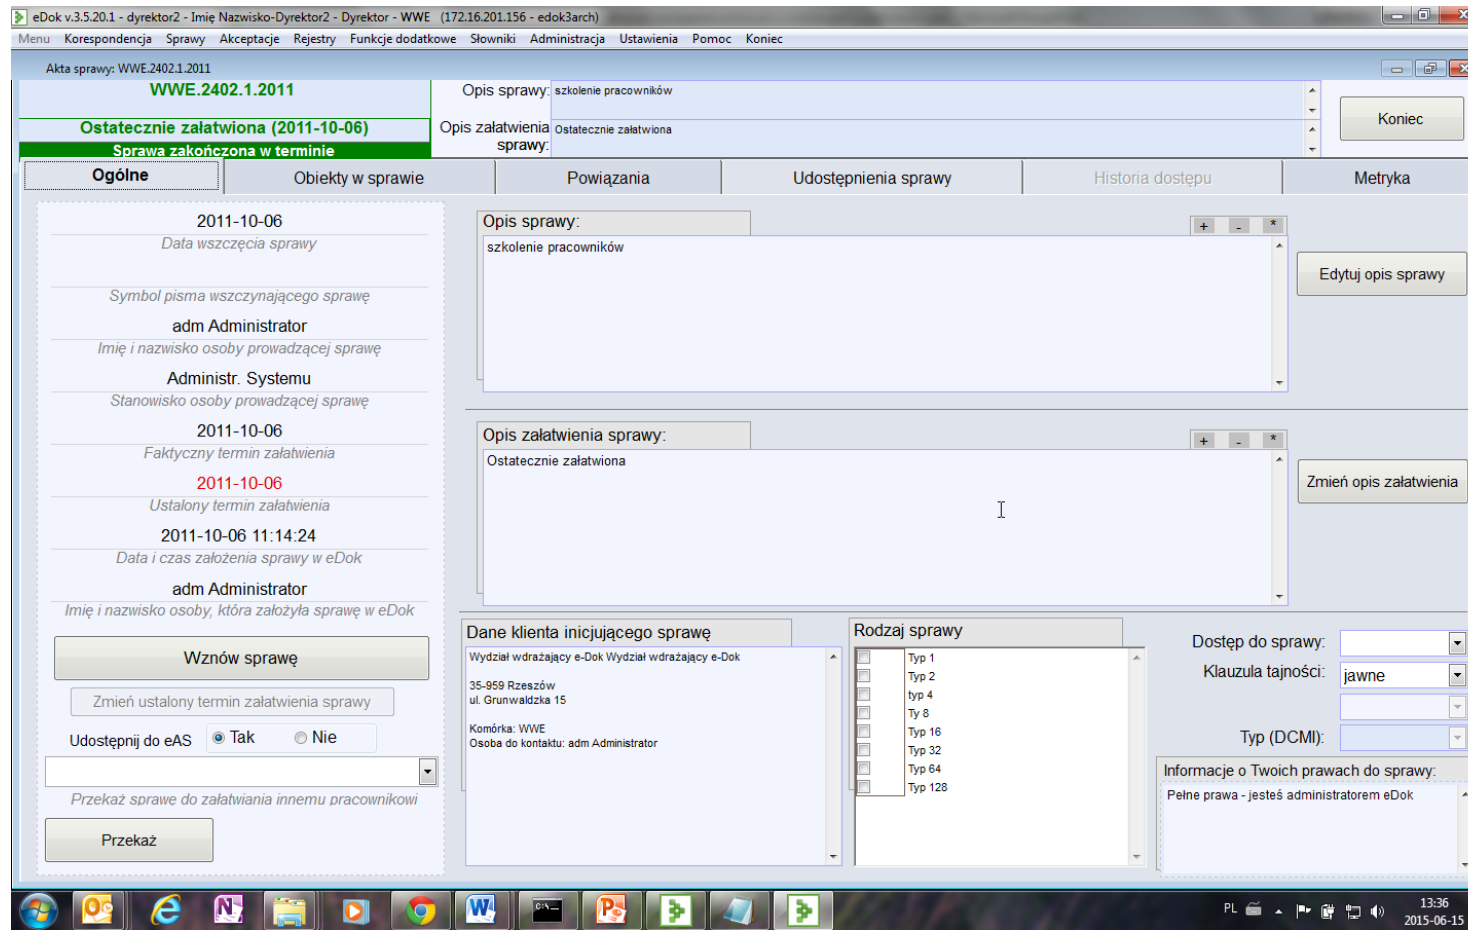 eDok v.3.5.20.1 - dyrektor2 - Imię Nazwisko-Dyrektor2 - Dyrektor - WWE (172.16.201.156 - edok3arch)
Menu Korespondencja Sprawy Akceptacje Rejestry Funkcje dodatkowe Słowniki Administracja Ustawienia Pomoc Koniec
Akta sprawy: WWE.2402.1.2011
WWE.2402.1.2011
Opis sprawy: szkolenie pracowników
Koniec
Ostatecznie załatwiona (2011-10-06)
Opis załatwienia sprawy: Ostatecznie załatwiona
Sprawa zakończona w terminie
Ogólne Obiekty w sprawie Powiązania Udostępnienia sprawy Historia dostępu Metryka
2011-10-06
Data wszczęcia sprawy
Symbol pisma wszczynającego sprawę
adm Administrator
Imię i nazwisko osoby prowadzącej sprawę
Administr. Systemu
Stanowisko osoby prowadzącej sprawę
2011-10-06
Faktyczny termin załatwienia
2011-10-06
Ustalony termin załatwienia
2011-10-06 11:14:24
Data i czas założenia sprawy w eDok
adm Administrator
Imię i nazwisko osoby, która założyła sprawę w eDok
Wznów sprawę
Zmień ustalony termin załatwienia sprawy
Udostępnij do eAS Tak Nie
Przekaż sprawe do załatwiania innemu pracownikowi
Przekaż
Opis sprawy:
+ - *
szkolenie pracowników
Edytuj opis sprawy
Opis załatwienia sprawy:
+ - *
Ostatecznie załatwiona
Zmień opis załatwienia
Dane klienta inicjującego sprawę
Wydział wdrażający e-Dok Wydział wdrażający e-Dok
35-959 Rzeszów
ul. Grunwaldzka 15
Komórka: WWE
Osoba do kontaktu: adm Administrator
Rodzaj sprawy
Typ 1
Typ 2
typ 4
Ty 8
Typ 16
Typ 32
Typ 64
Typ 128
Dostęp do sprawy:
Klauzula tajności: jawne
Typ (DCMI):
Informacje o Twoich prawach do sprawy:
Pełne prawa - jesteś administratorem eDok
PL
13:36
2015-06-15